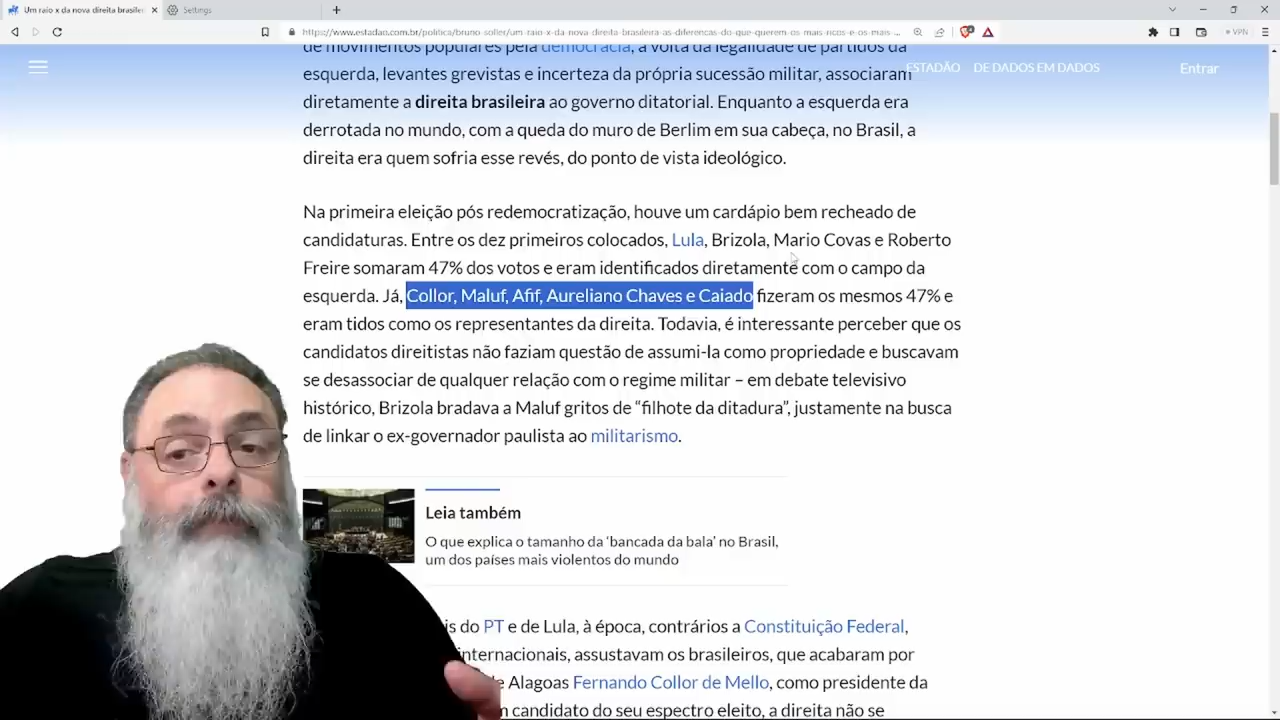 Um raio x da nova direita brasilei
Settings
https://www.estadao.com.br/politica/bruno-soller/um-raio-x-da-nova-direita-brasileira-as-diferencas-do-que-querem-os-mais-ricos-e-os-mais-...
VPN
de movimentos populares pela democracia, a volta da legalidade de partidos da
ESTADÃO DE DADOS EM DADOS Entrar
esquerda, levantes grevistas e incerteza da própria sucessão militar, associaram
diretamente a direita brasileira ao governo ditatorial. Enquanto a esquerda era
derrotada no mundo, com a queda do muro de Berlim em sua cabeça, no Brasil, a
direita era quem sofria esse revés, do ponto de vista ideológico.
Na primeira eleição pós redemocratização, houve um cardápio bem recheado de
candidaturas. Entre os dez primeiros colocados, Lula, Brizola, Mario Covas e Roberto
Freire somaram 47% dos votos e eram identificados diretamente com o campo da
esquerda. Já, Collor, Maluf, Afif, Aureliano Chaves e Caiado fizeram os mesmos 47% e
eram tidos como os representantes da direita. Todavia, é interessante perceber que os
candidatos direitistas não faziam questão de assumi-la como propriedade e buscavam
se desassociar de qualquer relação com o regime militar – em debate televisivo
histórico, Brizola bradava a Maluf gritos de “filhote da ditadura”, justamente na busca
de linkar o ex-governador paulista ao militarismo.
Leia também
O que explica o tamanho da ‘bancada da bala’ no Brasil,
um dos países mais violentos do mundo
is do PT e de Lula, à época, contrários a Constituição Federal,
internacionais, assustavam os brasileiros, que acabaram por
e Alagoas Fernando Collor de Mello, como presidente da
candidato do seu espectro eleito, a direita não se